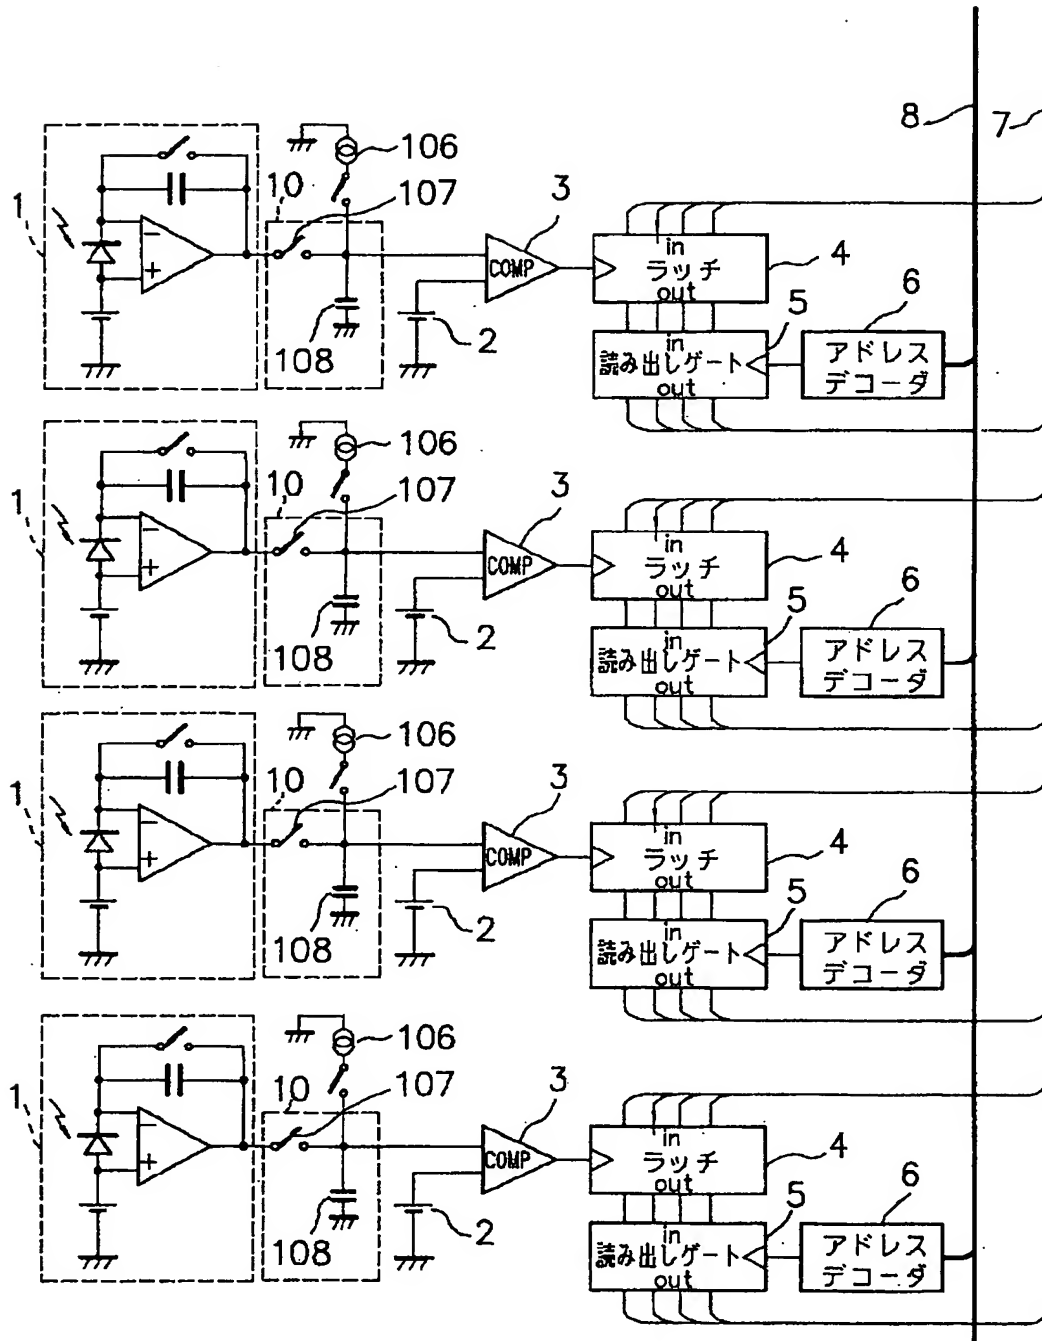 8 7
106
10 107 3
1
in
ラッチ
out
4
COMP
5 6
in
読み出しゲート
out
アドレス
デコーダ
2
108
106
10 107 3
1
in
ラッチ
out
4
COMP
5 6
in
読み出しゲート
out
アドレス
デコーダ
2
108
106
10 107 3
1
in
ラッチ
out
4
COMP
5 6
in
読み出しゲート
out
アドレス
デコーダ
2
108
106
10 107 3
1
in
ラッチ
out
4
COMP
5 6
in
読み出しゲート
out
アドレス
デコーダ
2
108